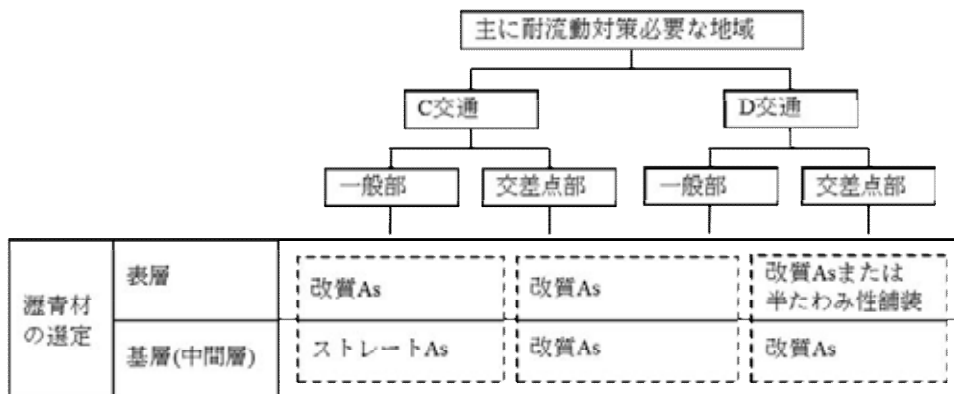 主に耐流動対策必要な地域
C交通
D交通
一般部
交差点部
一般部
交差点部
瀝青材
の選定
表層
改質As
改質As
改質Asまたは
半たわみ性舗装
基層(中間層)
ストレートAs
改質As
改質As